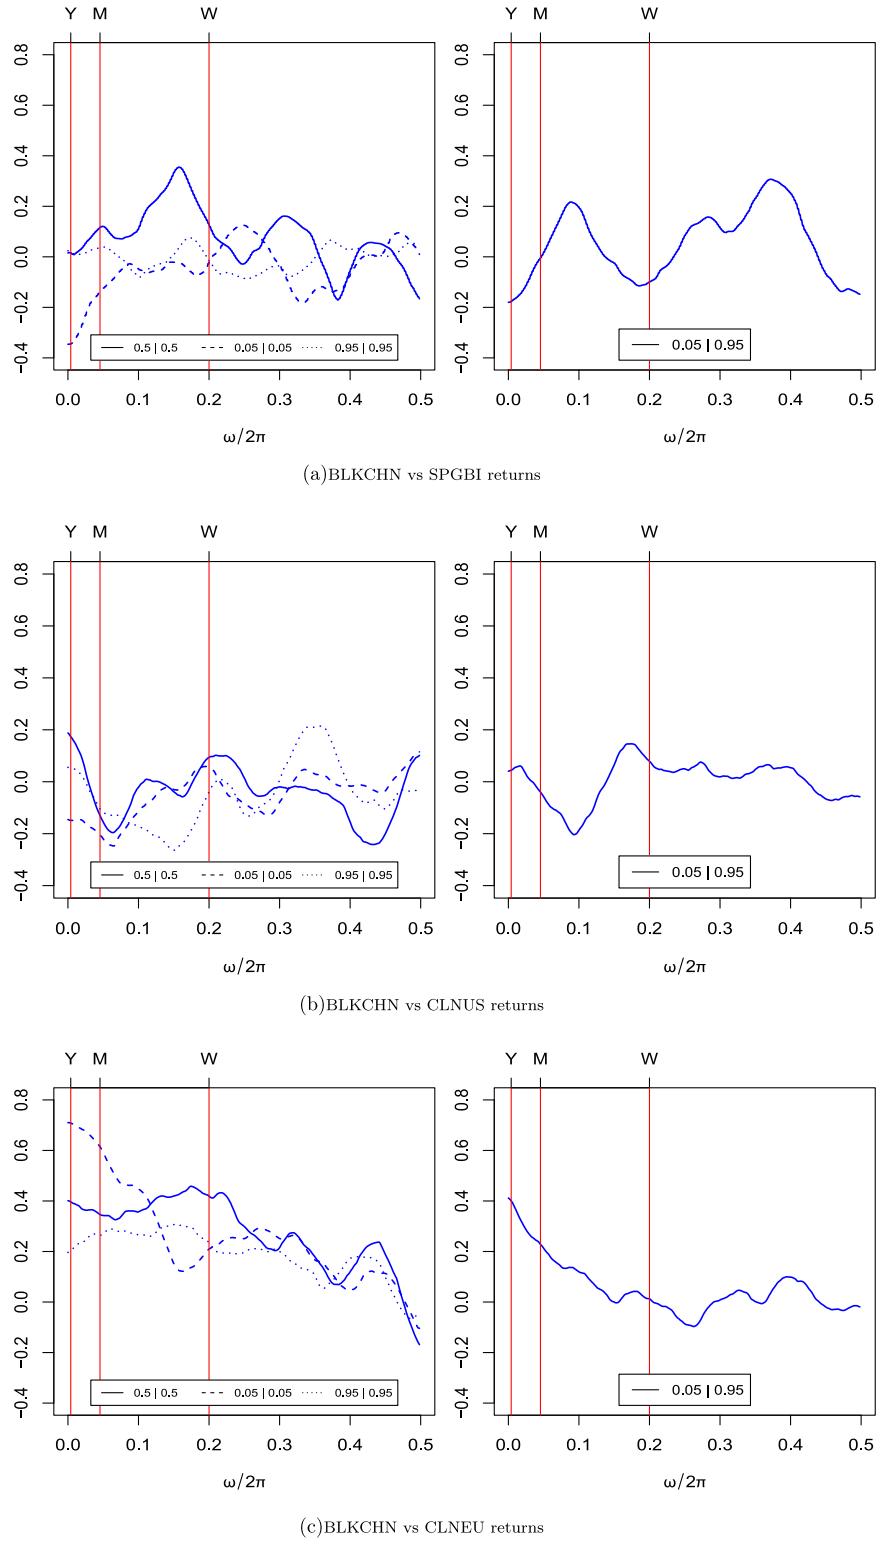 Y M W Y M W
0.8 0.8
0.6 0.6
0.4 0.4
0.2 0.2
0.0 0.0
−0.2 −0.2
−0.4 −0.4
0.5 | 0.5 0.05 | 0.05 0.95 | 0.95 0.05 | 0.95
0.0 0.1 0.2 0.3 0.4 0.5 0.0 0.1 0.2 0.3 0.4 0.5
ω/2π ω/2π
(a)BLKCHN vs SPGBI returns
Y M W Y M W
0.8 0.8
0.6 0.6
0.4 0.4
0.2 0.2
0.0 0.0
−0.2 −0.2
−0.4 −0.4
0.5 | 0.5 0.05 | 0.05 0.95 | 0.95 0.05 | 0.95
0.0 0.1 0.2 0.3 0.4 0.5 0.0 0.1 0.2 0.3 0.4 0.5
ω/2π ω/2π
(b)BLKCHN vs CLNUS returns
Y M W Y M W
0.8 0.8
0.6 0.6
0.4 0.4
0.2 0.2
0.0 0.0
−0.2 −0.2
−0.4 −0.4
0.5 | 0.5 0.05 | 0.05 0.95 | 0.95 0.05 | 0.95
0.0 0.1 0.2 0.3 0.4 0.5 0.0 0.1 0.2 0.3 0.4 0.5
ω/2π ω/2π
(c)BLKCHN vs CLNEU returns